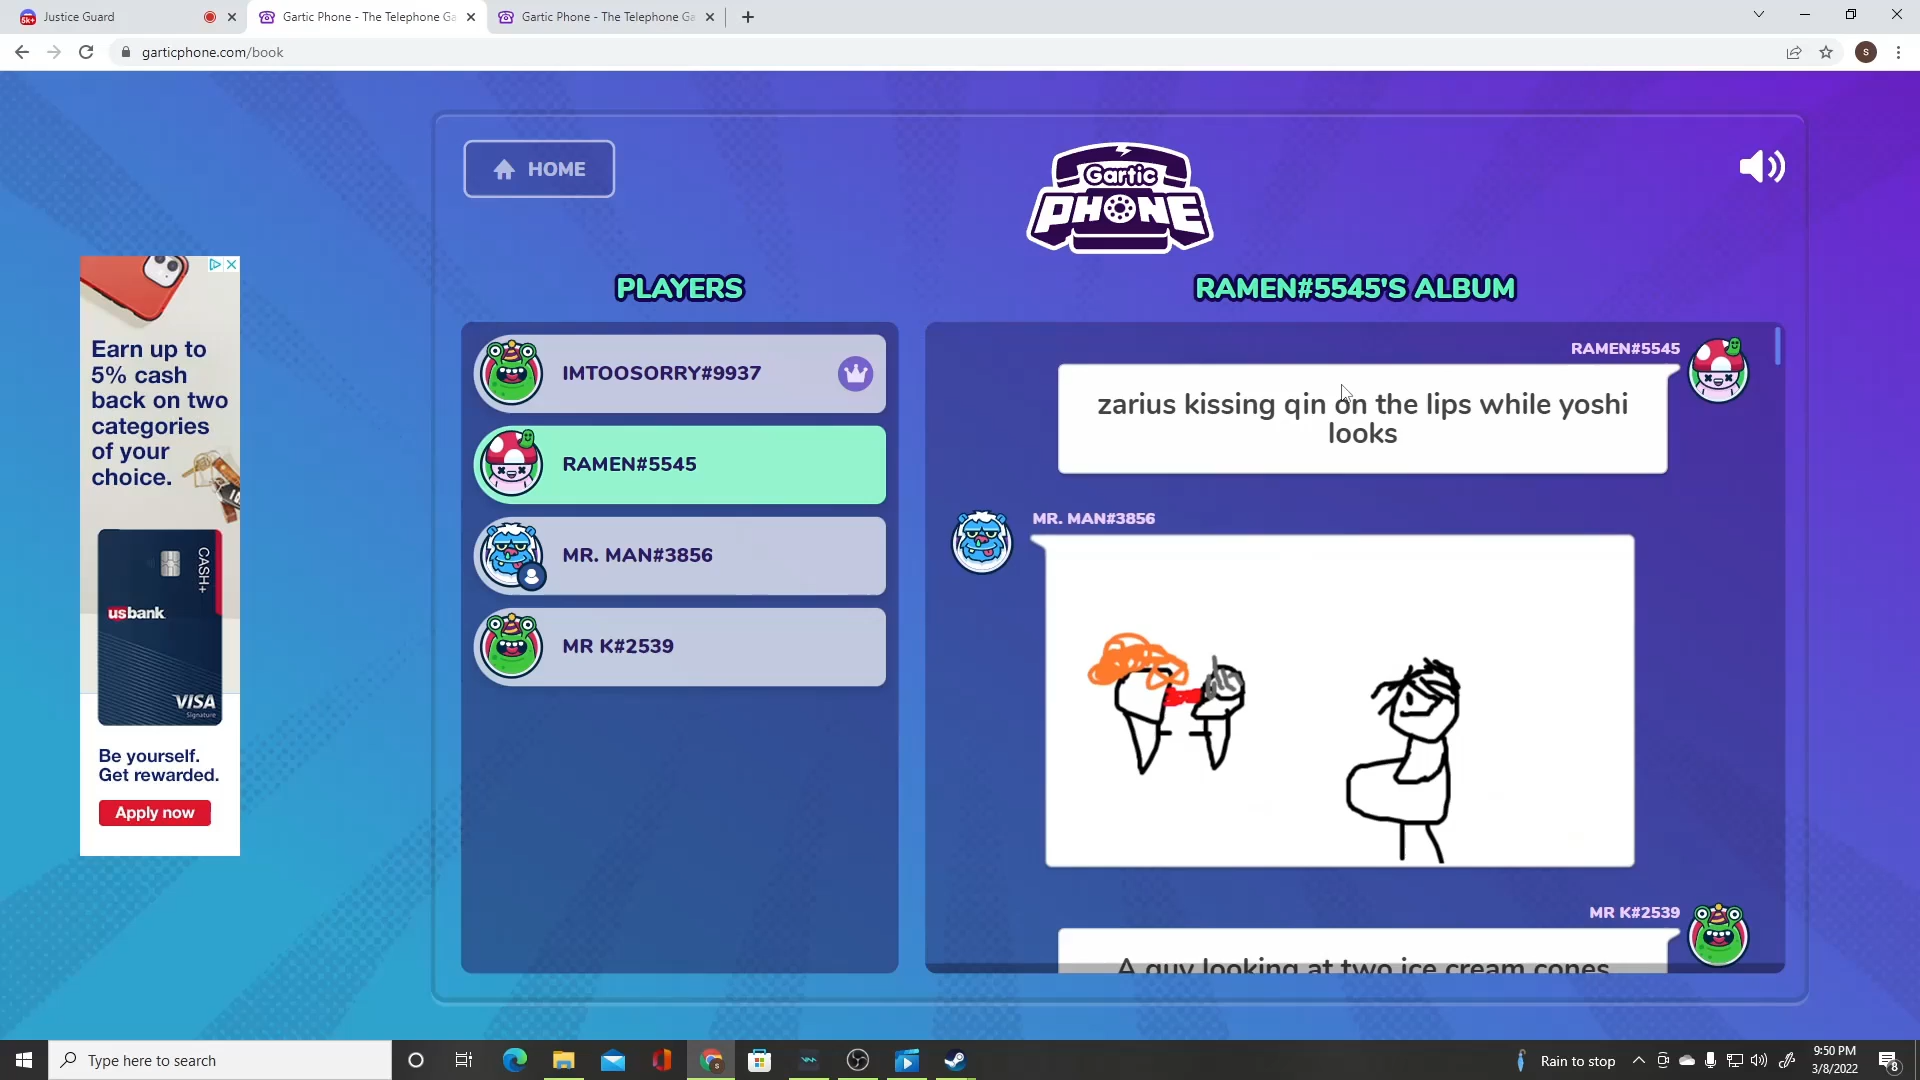 Justice Guard
Gartic Phone - The Telephone Ga
Gartic Phone - The Telephone Ga
garticphone.com/book
S
HOME
Gartic
PHONE
PLAYERS
RAMEN#5545'S ALBUM
IMTOOSORRY#9937
RAMEN#5545
MR. MAN#3856
MR K#2539
RAMEN#5545
zarius kissing qin on the lips while yoshi
looks
MR. MAN#3856
MR K#2539
A guy looking at two ice cream cones
Earn up to
5% cash
back on two
categories
of your
choice.
CASH+
usbank
VISA
Signature
Be yourself.
Get rewarded.
Apply now
Type here to search
Rain to stop
9:50 PM
3/8/2022
8